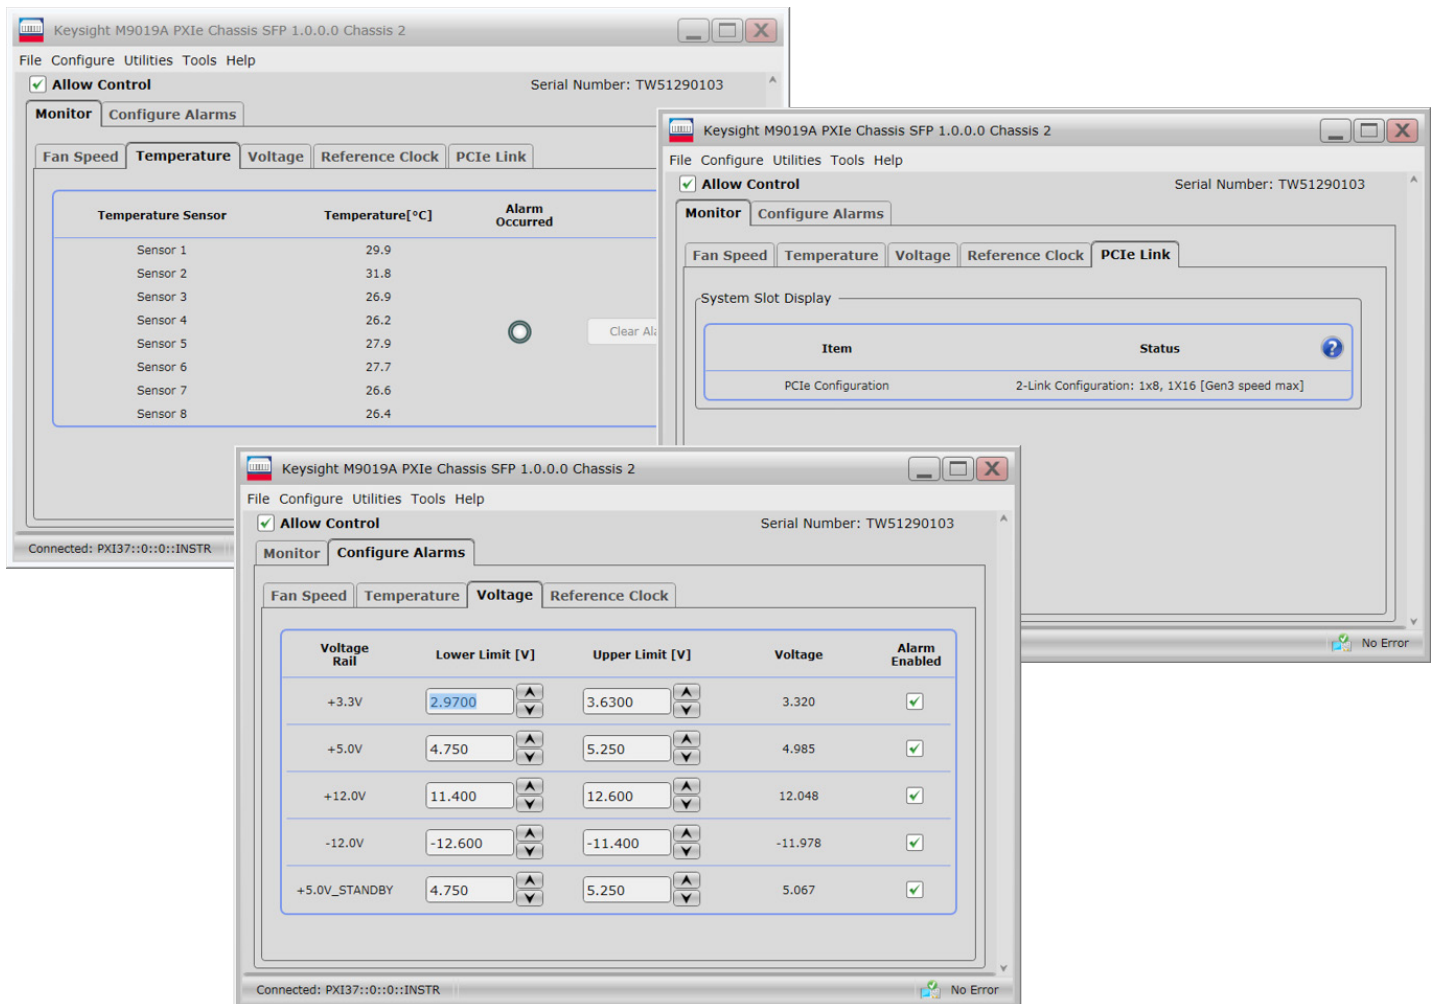 Keysight M9019A PXIe Chassis SFP 1.0.0.0 Chassis 2
File Configure Utilities Tools Help
Allow Control Serial Number: TW51290103
Monitor Configure Alarms
Fan Speed Temperature Voltage Reference Clock PCIe Link
Temperature Sensor Temperature[°C] Alarm Occurred
Sensor 1 29.9
Sensor 2 31.8
Sensor 3 26.9
Sensor 4 26.2
Sensor 5 27.9
Clear
Sensor 6 27.7
Sensor 7 26.6
Sensor 8 26.4
Connected: PXI37::0::0::INSTR
Keysight M9019A PXIe Chassis SFP 1.0.0.0 Chassis 2
File Configure Utilities Tools Help
Allow Control Serial Number: TW51290103
Monitor Configure Alarms
Fan Speed Temperature Voltage Reference Clock PCIe Link
System Slot Display
Item Status ?
PCIe Configuration 2-Link Configuration: 1x8, 1X16 [Gen3 speed max]
No Error
Keysight M9019A PXIe Chassis SFP 1.0.0.0 Chassis 2
File Configure Utilities Tools Help
Allow Control Serial Number: TW51290103
Monitor Configure Alarms
Fan Speed Temperature Voltage Reference Clock
Voltage Rail Lower Limit [V] Upper Limit [V] Voltage Alarm Enabled
+3.3V 2.9700 3.6300 3.320
+5.0V 4.750 5.250 4.985
+12.0V 11.400 12.600 12.048
-12.0V -12.600 -11.400 -11.978
+5.0V_STANDBY 4.750 5.250 5.067
Connected: PXI37::0::0::INSTR No Error